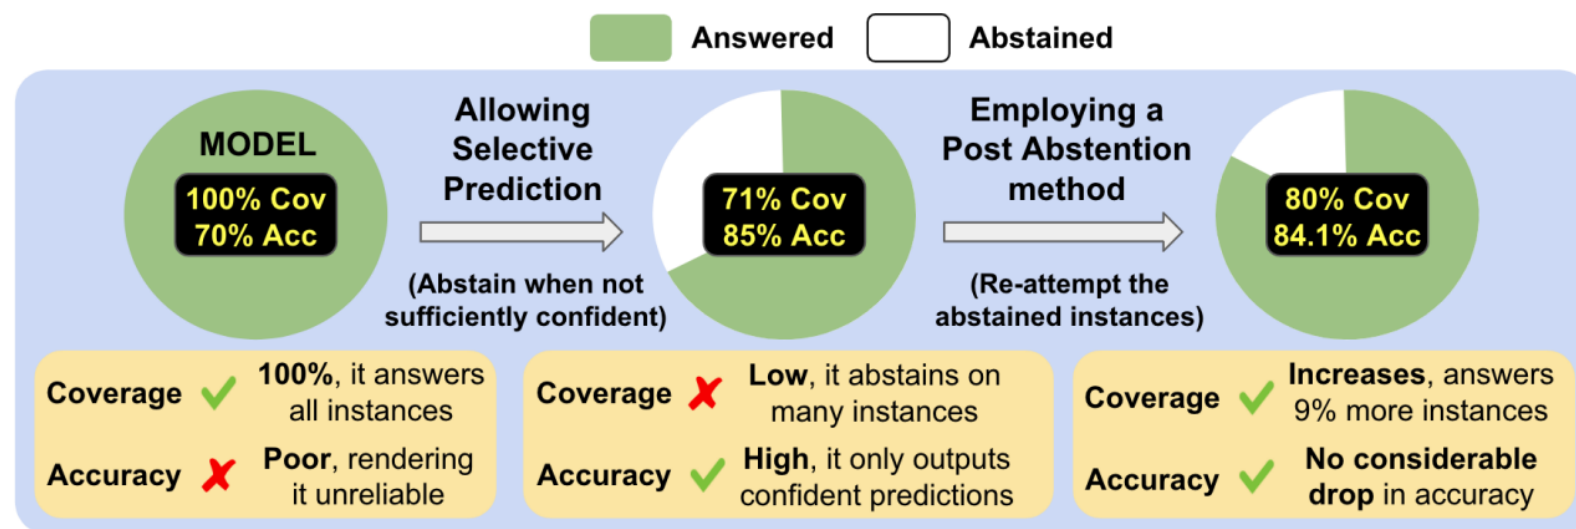 Answered
Abstained
MODEL
100% Cov
70% Acc
Allowing
Selective
Prediction
(Abstain when not
sufficiently confident)
71% Cov
85% Acc
Employing a
Post Abstention
method
(Re-attempt the
abstained instances)
80% Cov
84.1% Acc
Coverage
100%, it answers
all instances
Accuracy
Poor, rendering
it unreliable
Coverage
Low, it abstains on
many instances
Accuracy
High, it only outputs
confident predictions
Coverage
Increases, answers
9% more instances
Accuracy
No considerable
drop in accuracy